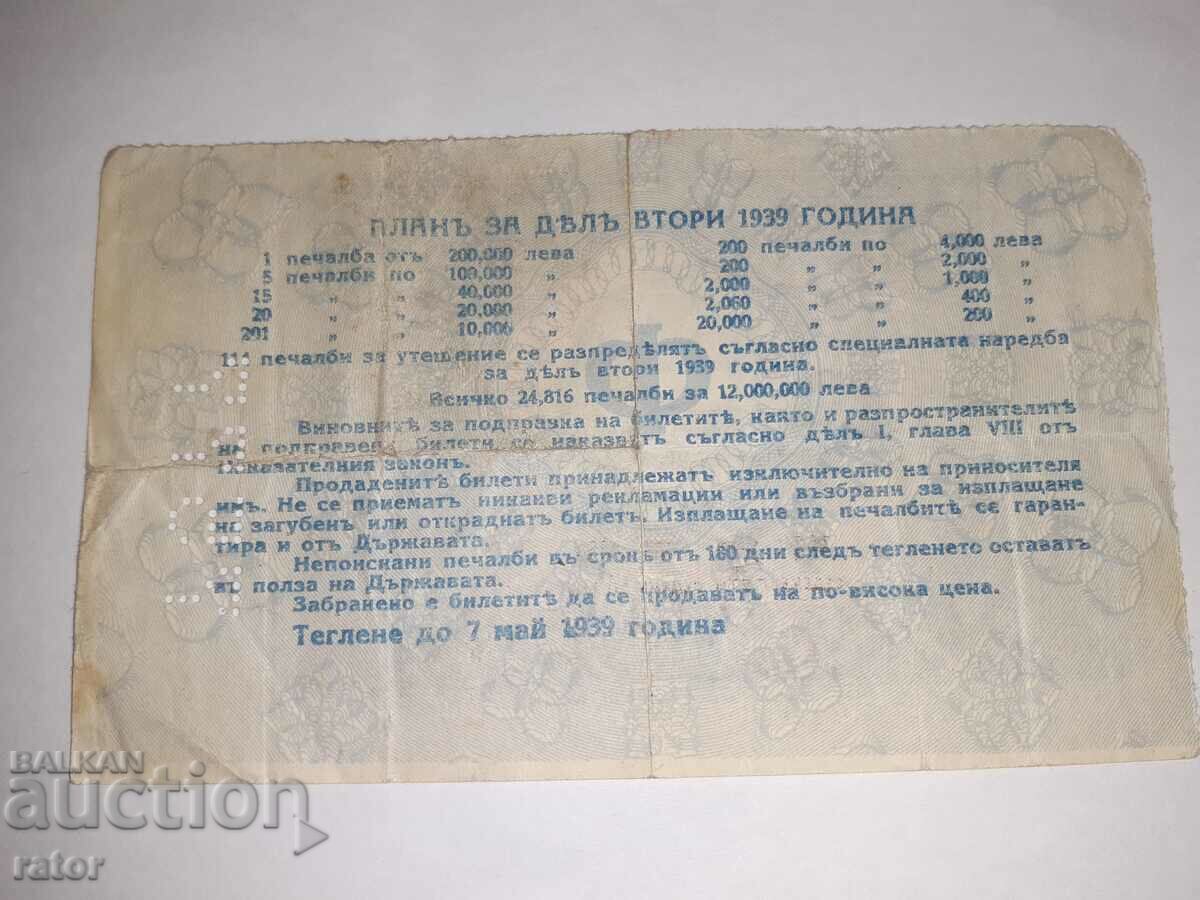 ПЛАНЪ ЗА ДѢЛЪ ВТОРИ 1939 ГОДИНА
1 печалба отъ 200.000 лева
5 печалби по 100,000 „
15 „ „ 40,000 „
20 „ „ 20.000 „
201 „ „ 10,000 „
200 печалби по 4,000 лева
200 „ „ 2,000 „
2,000 „ „ 1,000 „
2,060 „ „ 400 „
20,000 „ „ 200 „
114 печалби за утешение се разпредѣлятъ съгласно специалната наредба
за дѣлъ втори 1939 година.
Всичко 24,816 печалби за 12,000,000 лева
Виновнитѣ за подправка на билетитѣ, както и разпространителитѣ
на подправени билети се наказватъ съгласно дѣлъ I, глава VIII отъ
Наказателния законъ.
Продаденитѣ билети принадлежатъ изключително на приносителя
имъ. Не се приематъ никакви рекламации или възбрани за изплащане
на загубенъ или откраднатъ билетъ. Изплащане на печалбитѣ се гаран-
тира и отъ Държавата.
Непоискани печалби въ срокъ отъ 180 дни следъ тегленето оставатъ
въ полза на Държавата.
Забранено е билетитѣ да се продаватъ на по-висока цена.
Теглене до 7 май 1939 година
BALKAN
auction
rator